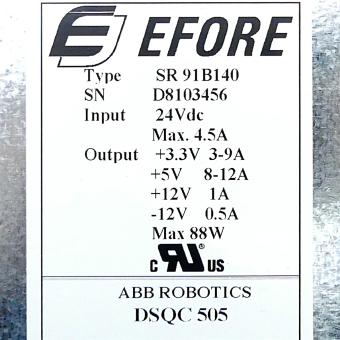 EFORE
Type SR 91B140
SN D8103456
Input 24Vdc
Max. 4.5A
Output +3.3V 3-9A
+5V 8-12A
+12V 1A
-12V 0.5A
Max 88W
C RU US
ABB ROBOTICS
DSQC 505